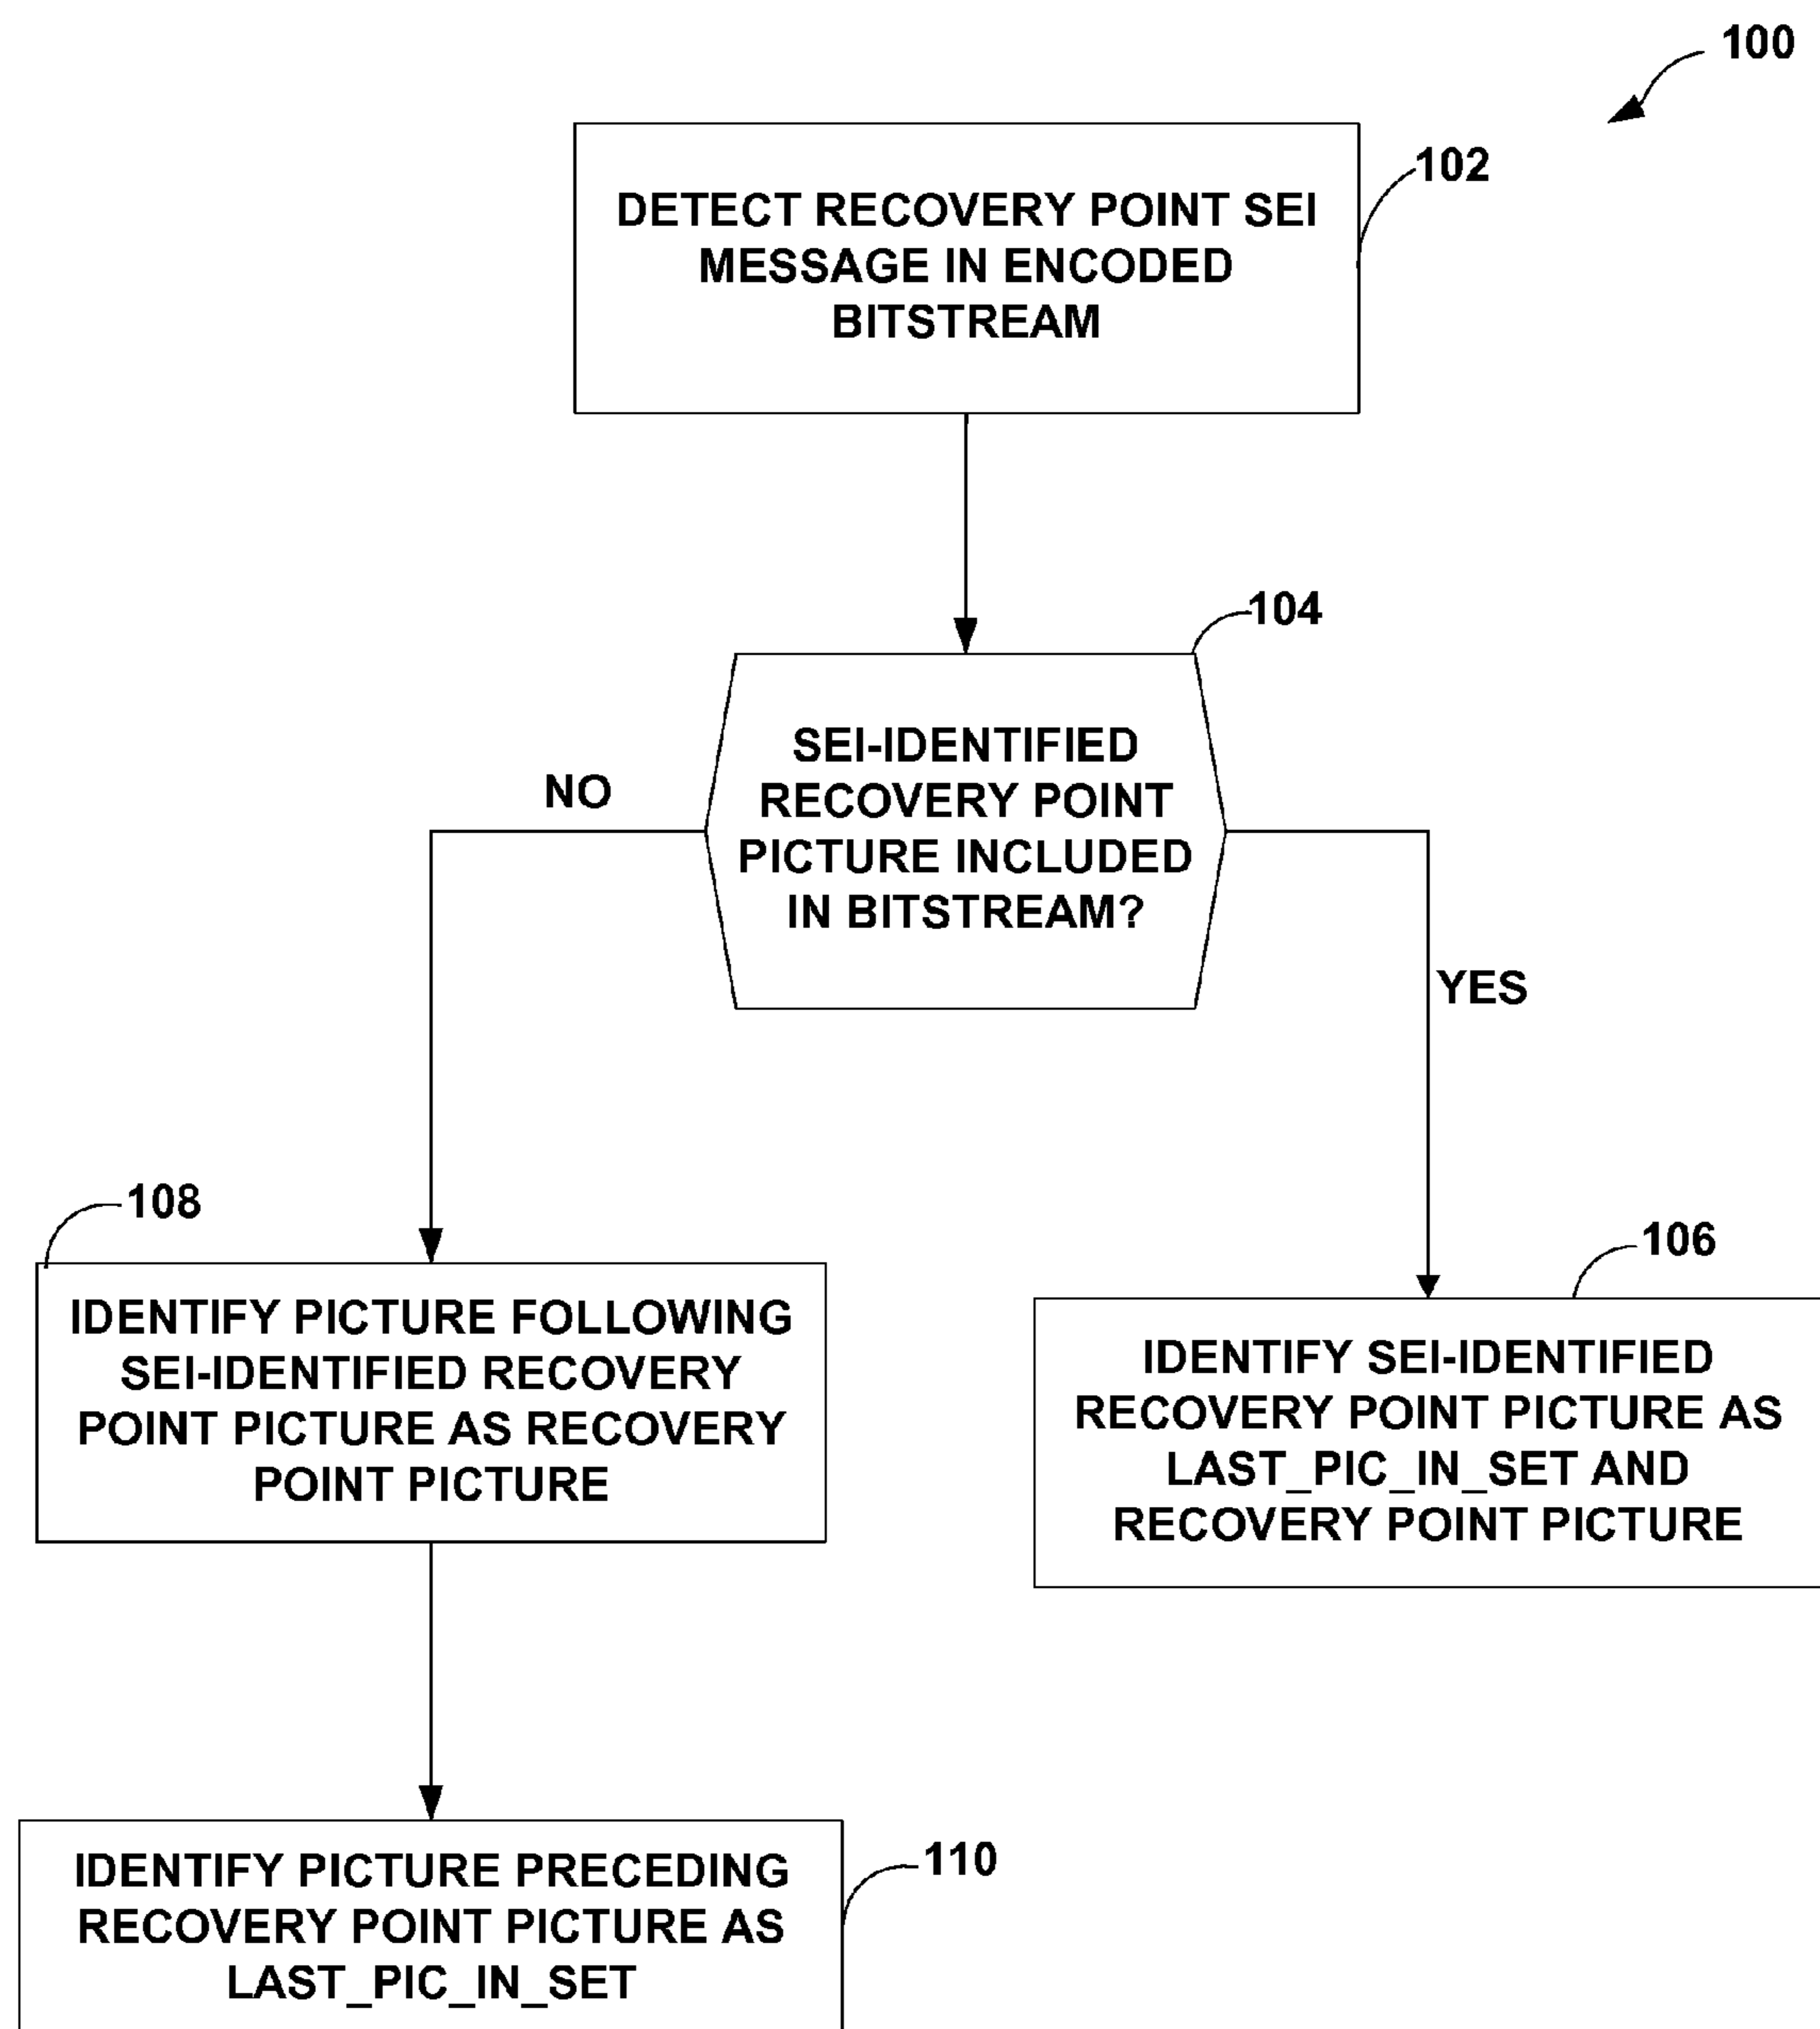 100
102
DETECT RECOVERY POINT SEI
MESSAGE IN ENCODED
BITSTREAM
104
SEI-IDENTIFIED
RECOVERY POINT
PICTURE INCLUDED
IN BITSTREAM?
NO
YES
108
IDENTIFY PICTURE FOLLOWING
SEI-IDENTIFIED RECOVERY
POINT PICTURE AS RECOVERY
POINT PICTURE
106
IDENTIFY SEI-IDENTIFIED
RECOVERY POINT PICTURE AS
LAST_PIC_IN_SET AND
RECOVERY POINT PICTURE
110
IDENTIFY PICTURE PRECEDING
RECOVERY POINT PICTURE AS
LAST_PIC_IN_SET